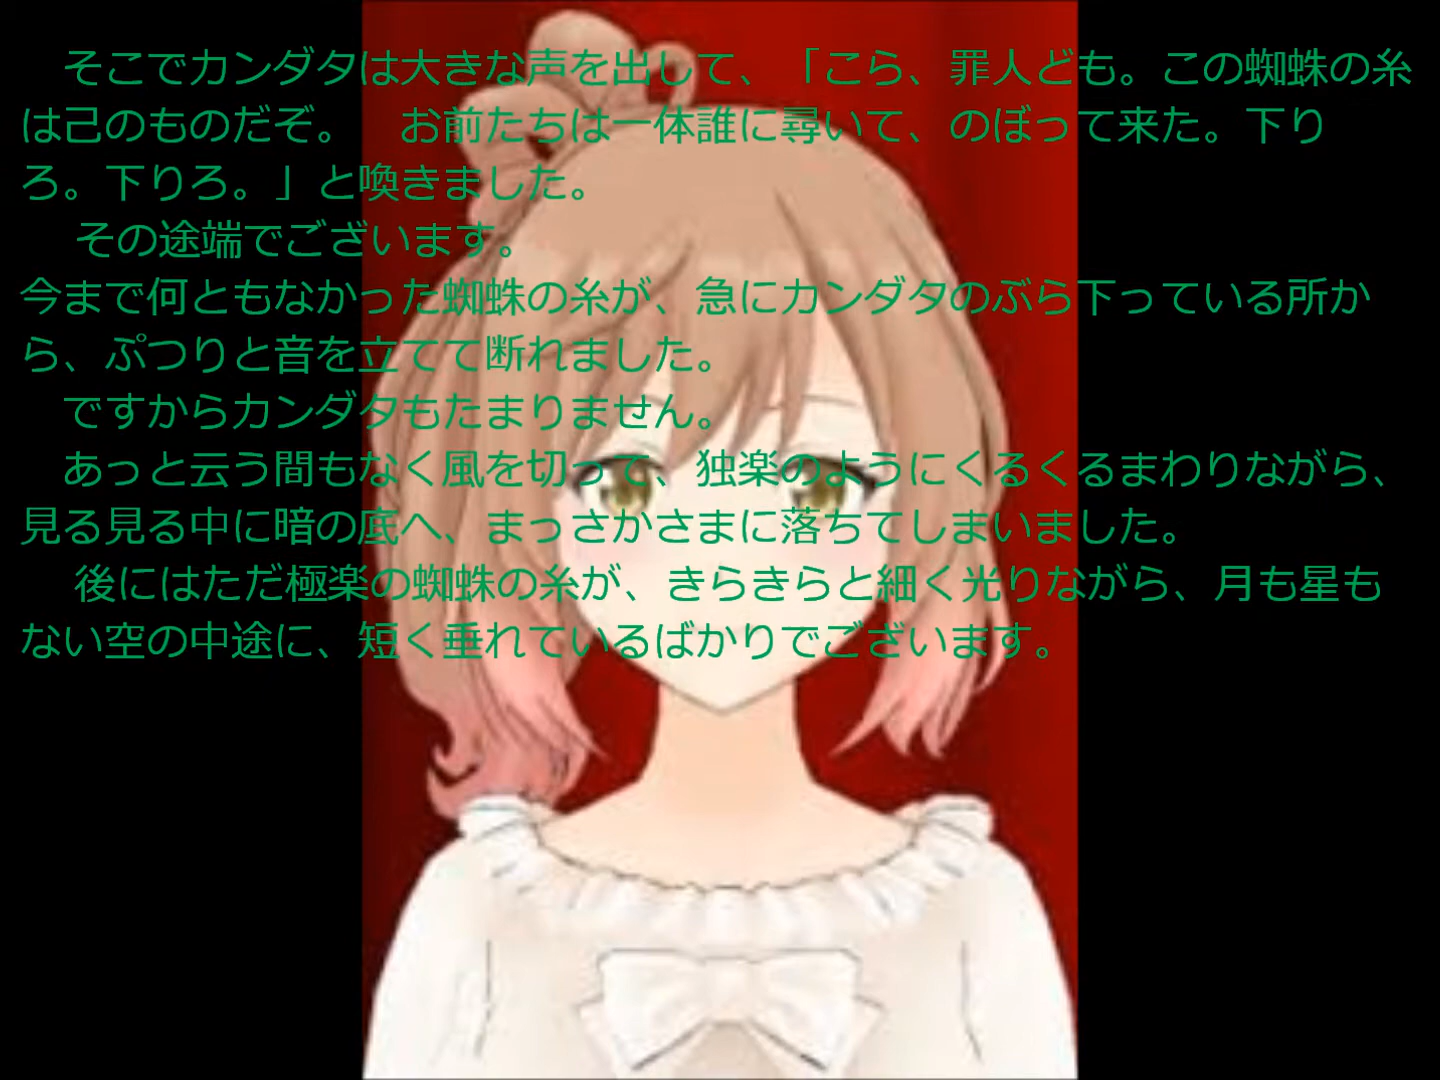 そこでカンダタは大きな声を出して、「こら、罪人ども。この蜘蛛の糸
は己のものだぞ。　お前たちは一体誰に尋いて、のぼって来た。下り
ろ。下りろ。」と喚きました。
その途端でございます。
今まで何ともなかった蜘蛛の糸が、急にカンダタのぶら下っている所か
ら、ぷつりと音を立てて断れました。
ですからカンダタもたまりません。
あっと云う間もなく風を切って、独楽のようにくるくるまわりながら、
見る見る中に暗の底へ、まっさかさまに落ちてしまいました。
後にはただ極楽の蜘蛛の糸が、きらきらと細く光りながら、月も星も
ない空の中途に、短く垂れているばかりでございます。